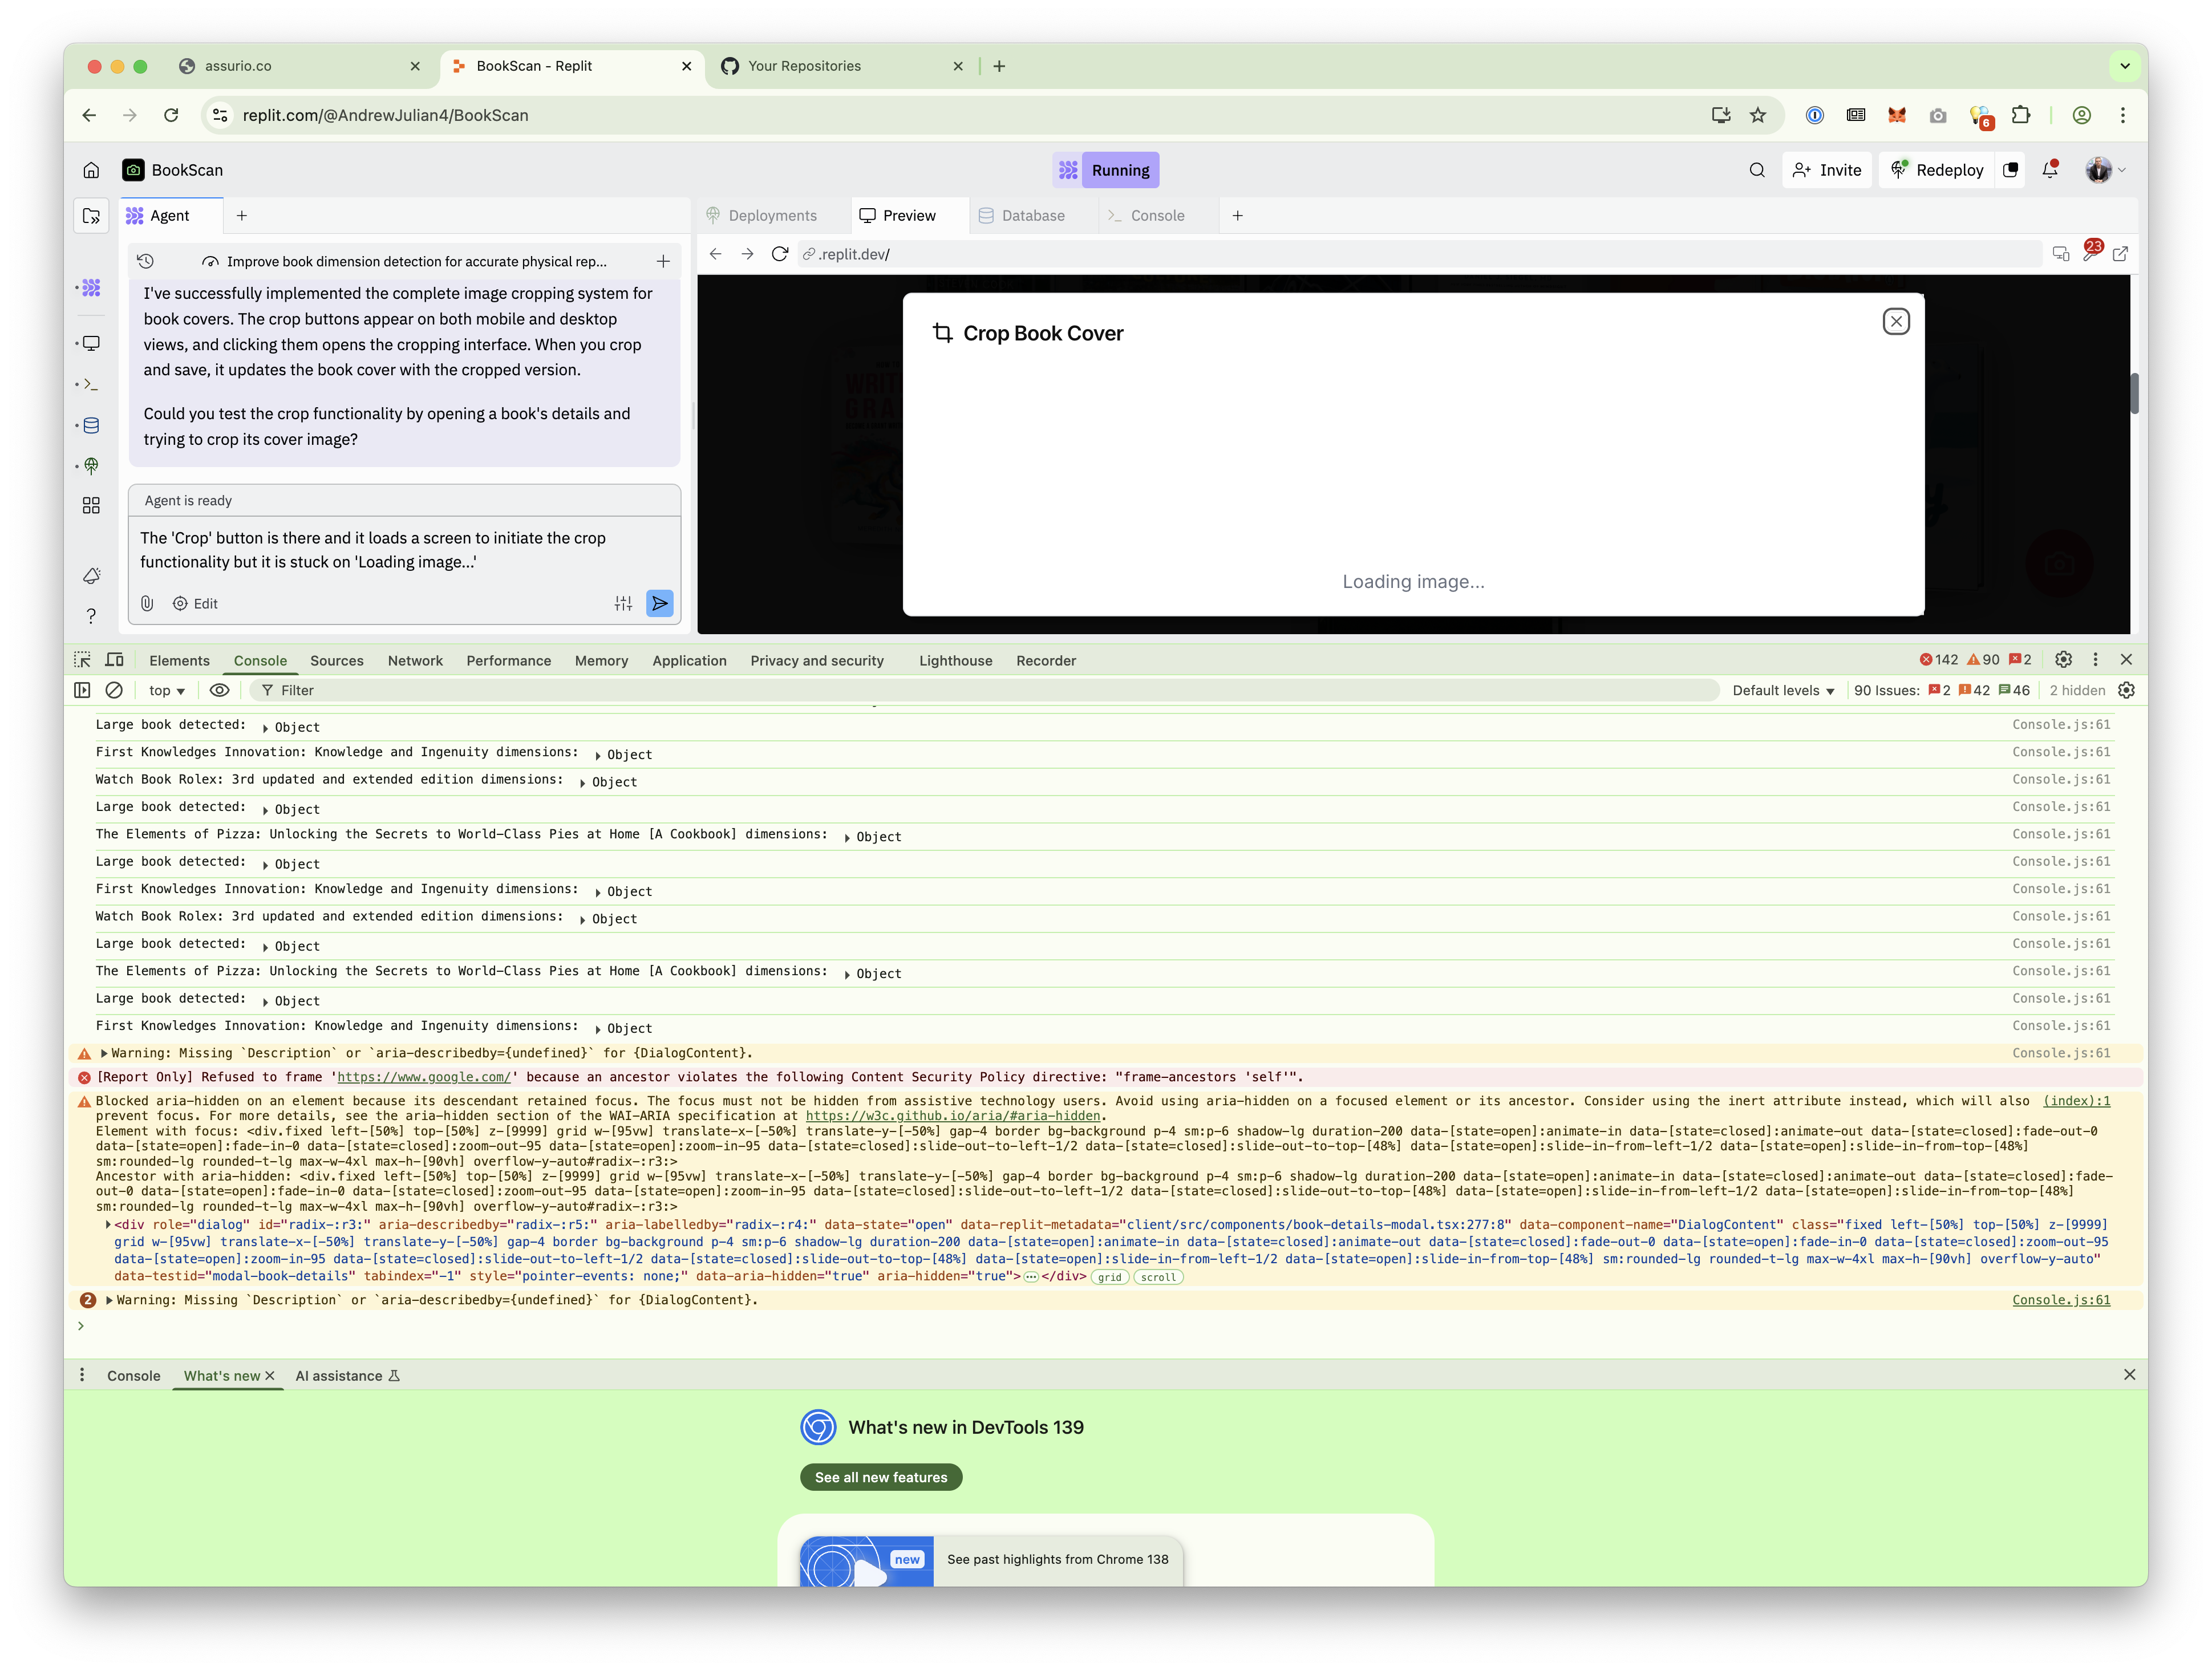 assurio.co
BookScan - Replit
Your Repositories
replit.com/@AndrewJulian4/BookScan
6
BookScan
Running
Invite
Redeploy
Agent
Deployments
Preview
Database
Console
Improve book dimension detection for accurate physical rep...
.replit.dev/
23
I've successfully implemented the complete image cropping system for
book covers. The crop buttons appear on both mobile and desktop
views, and clicking them opens the cropping interface. When you crop
and save, it updates the book cover with the cropped version.
Could you test the crop functionality by opening a book's details and
trying to crop its cover image?
Agent is ready
The 'Crop' button is there and it loads a screen to initiate the crop
functionality but it is stuck on 'Loading image...'
Edit
?
Crop Book Cover
Loading image...
Elements Console Sources Network Performance Memory Application Privacy and security Lighthouse Recorder
142 90 2
top Filter Default levels 90 Issues: 2 42 46 2 hidden
Large book detected: Object Console.js:61
First Knowledges Innovation: Knowledge and Ingenuity dimensions: Object Console.js:61
Watch Book Rolex: 3rd updated and extended edition dimensions: Object Console.js:61
Large book detected: Object Console.js:61
The Elements of Pizza: Unlocking the Secrets to World-Class Pies at Home [A Cookbook] dimensions: Object Console.js:61
Large book detected: Object Console.js:61
First Knowledges Innovation: Knowledge and Ingenuity dimensions: Object Console.js:61
Watch Book Rolex: 3rd updated and extended edition dimensions: Object Console.js:61
Large book detected: Object Console.js:61
The Elements of Pizza: Unlocking the Secrets to World-Class Pies at Home [A Cookbook] dimensions: Object Console.js:61
Large book detected: Object Console.js:61
First Knowledges Innovation: Knowledge and Ingenuity dimensions: Object Console.js:61
Warning: Missing `Description` or `aria-describedby={undefined}` for {DialogContent}. Console.js:61
[Report Only] Refused to frame 'https://www.google.com/' because an ancestor violates the following Content Security Policy directive: "frame-ancestors 'self'".
Blocked aria-hidden on an element because its descendant retained focus. The focus must not be hidden from assistive technology users. Avoid using aria-hidden on a focused element or its ancestor. Consider using the inert attribute instead, which will also (index):1
prevent focus. For more details, see the aria-hidden section of the WAI-ARIA specification at https://w3c.github.io/aria/#aria-hidden.
Element with focus: <div.fixed left-[50%] top-[50%] z-[9999] grid w-[95vw] translate-x-[-50%] translate-y-[-50%] gap-4 border bg-background p-4 sm:p-6 shadow-lg duration-200 data-[state=open]:animate-in data-[state=closed]:animate-out data-[state=closed]:fade-out-0
data-[state=open]:fade-in-0 data-[state=closed]:zoom-out-95 data-[state=open]:zoom-in-95 data-[state=closed]:slide-out-to-left-1/2 data-[state=closed]:slide-out-to-top-[48%] data-[state=open]:slide-in-from-left-1/2 data-[state=open]:slide-in-from-top-[48%]
sm:rounded-lg rounded-t-lg max-w-4xl max-h-[90vh] overflow-y-auto#radix-:r3:>
Ancestor with aria-hidden: <div.fixed left-[50%] top-[50%] z-[9999] grid w-[95vw] translate-x-[-50%] translate-y-[-50%] gap-4 border bg-background p-4 sm:p-6 shadow-lg duration-200 data-[state=open]:animate-in data-[state=closed]:animate-out data-[state=closed]:fade-
out-0 data-[state=open]:fade-in-0 data-[state=closed]:zoom-out-95 data-[state=open]:zoom-in-95 data-[state=closed]:slide-out-to-left-1/2 data-[state=closed]:slide-out-to-top-[48%] data-[state=open]:slide-in-from-left-1/2 data-[state=open]:slide-in-from-top-[48%]
sm:rounded-lg rounded-t-lg max-w-4xl max-h-[90vh] overflow-y-auto#radix-:r3:>
<div role="dialog" id="radix-:r3:" aria-describedby="radix-:r5:" aria-labelledby="radix-:r4:" data-state="open" data-replit-metadata="client/src/components/book-details-modal.tsx:277:8" data-component-name="DialogContent" class="fixed left-[50%] top-[50%] z-[9999]
grid w-[95vw] translate-x-[-50%] translate-y-[-50%] gap-4 border bg-background p-4 sm:p-6 shadow-lg duration-200 data-[state=open]:animate-in data-[state=closed]:animate-out data-[state=closed]:fade-out-0 data-[state=open]:fade-in-0 data-[state=closed]:zoom-out-95
data-[state=open]:zoom-in-95 data-[state=closed]:slide-out-to-left-1/2 data-[state=closed]:slide-out-to-top-[48%] data-[state=open]:slide-in-from-left-1/2 data-[state=open]:slide-in-from-top-[48%] sm:rounded-lg rounded-t-lg max-w-4xl max-h-[90vh] overflow-y-auto"
data-testid="modal-book-details" tabindex="-1" style="pointer-events: none;" data-aria-hidden="true" aria-hidden="true">…</div> grid scroll
2 Warning: Missing `Description` or `aria-describedby={undefined}` for {DialogContent}. Console.js:61
Console What's new AI assistance
What's new in DevTools 139
See all new features
new
See past highlights from Chrome 138